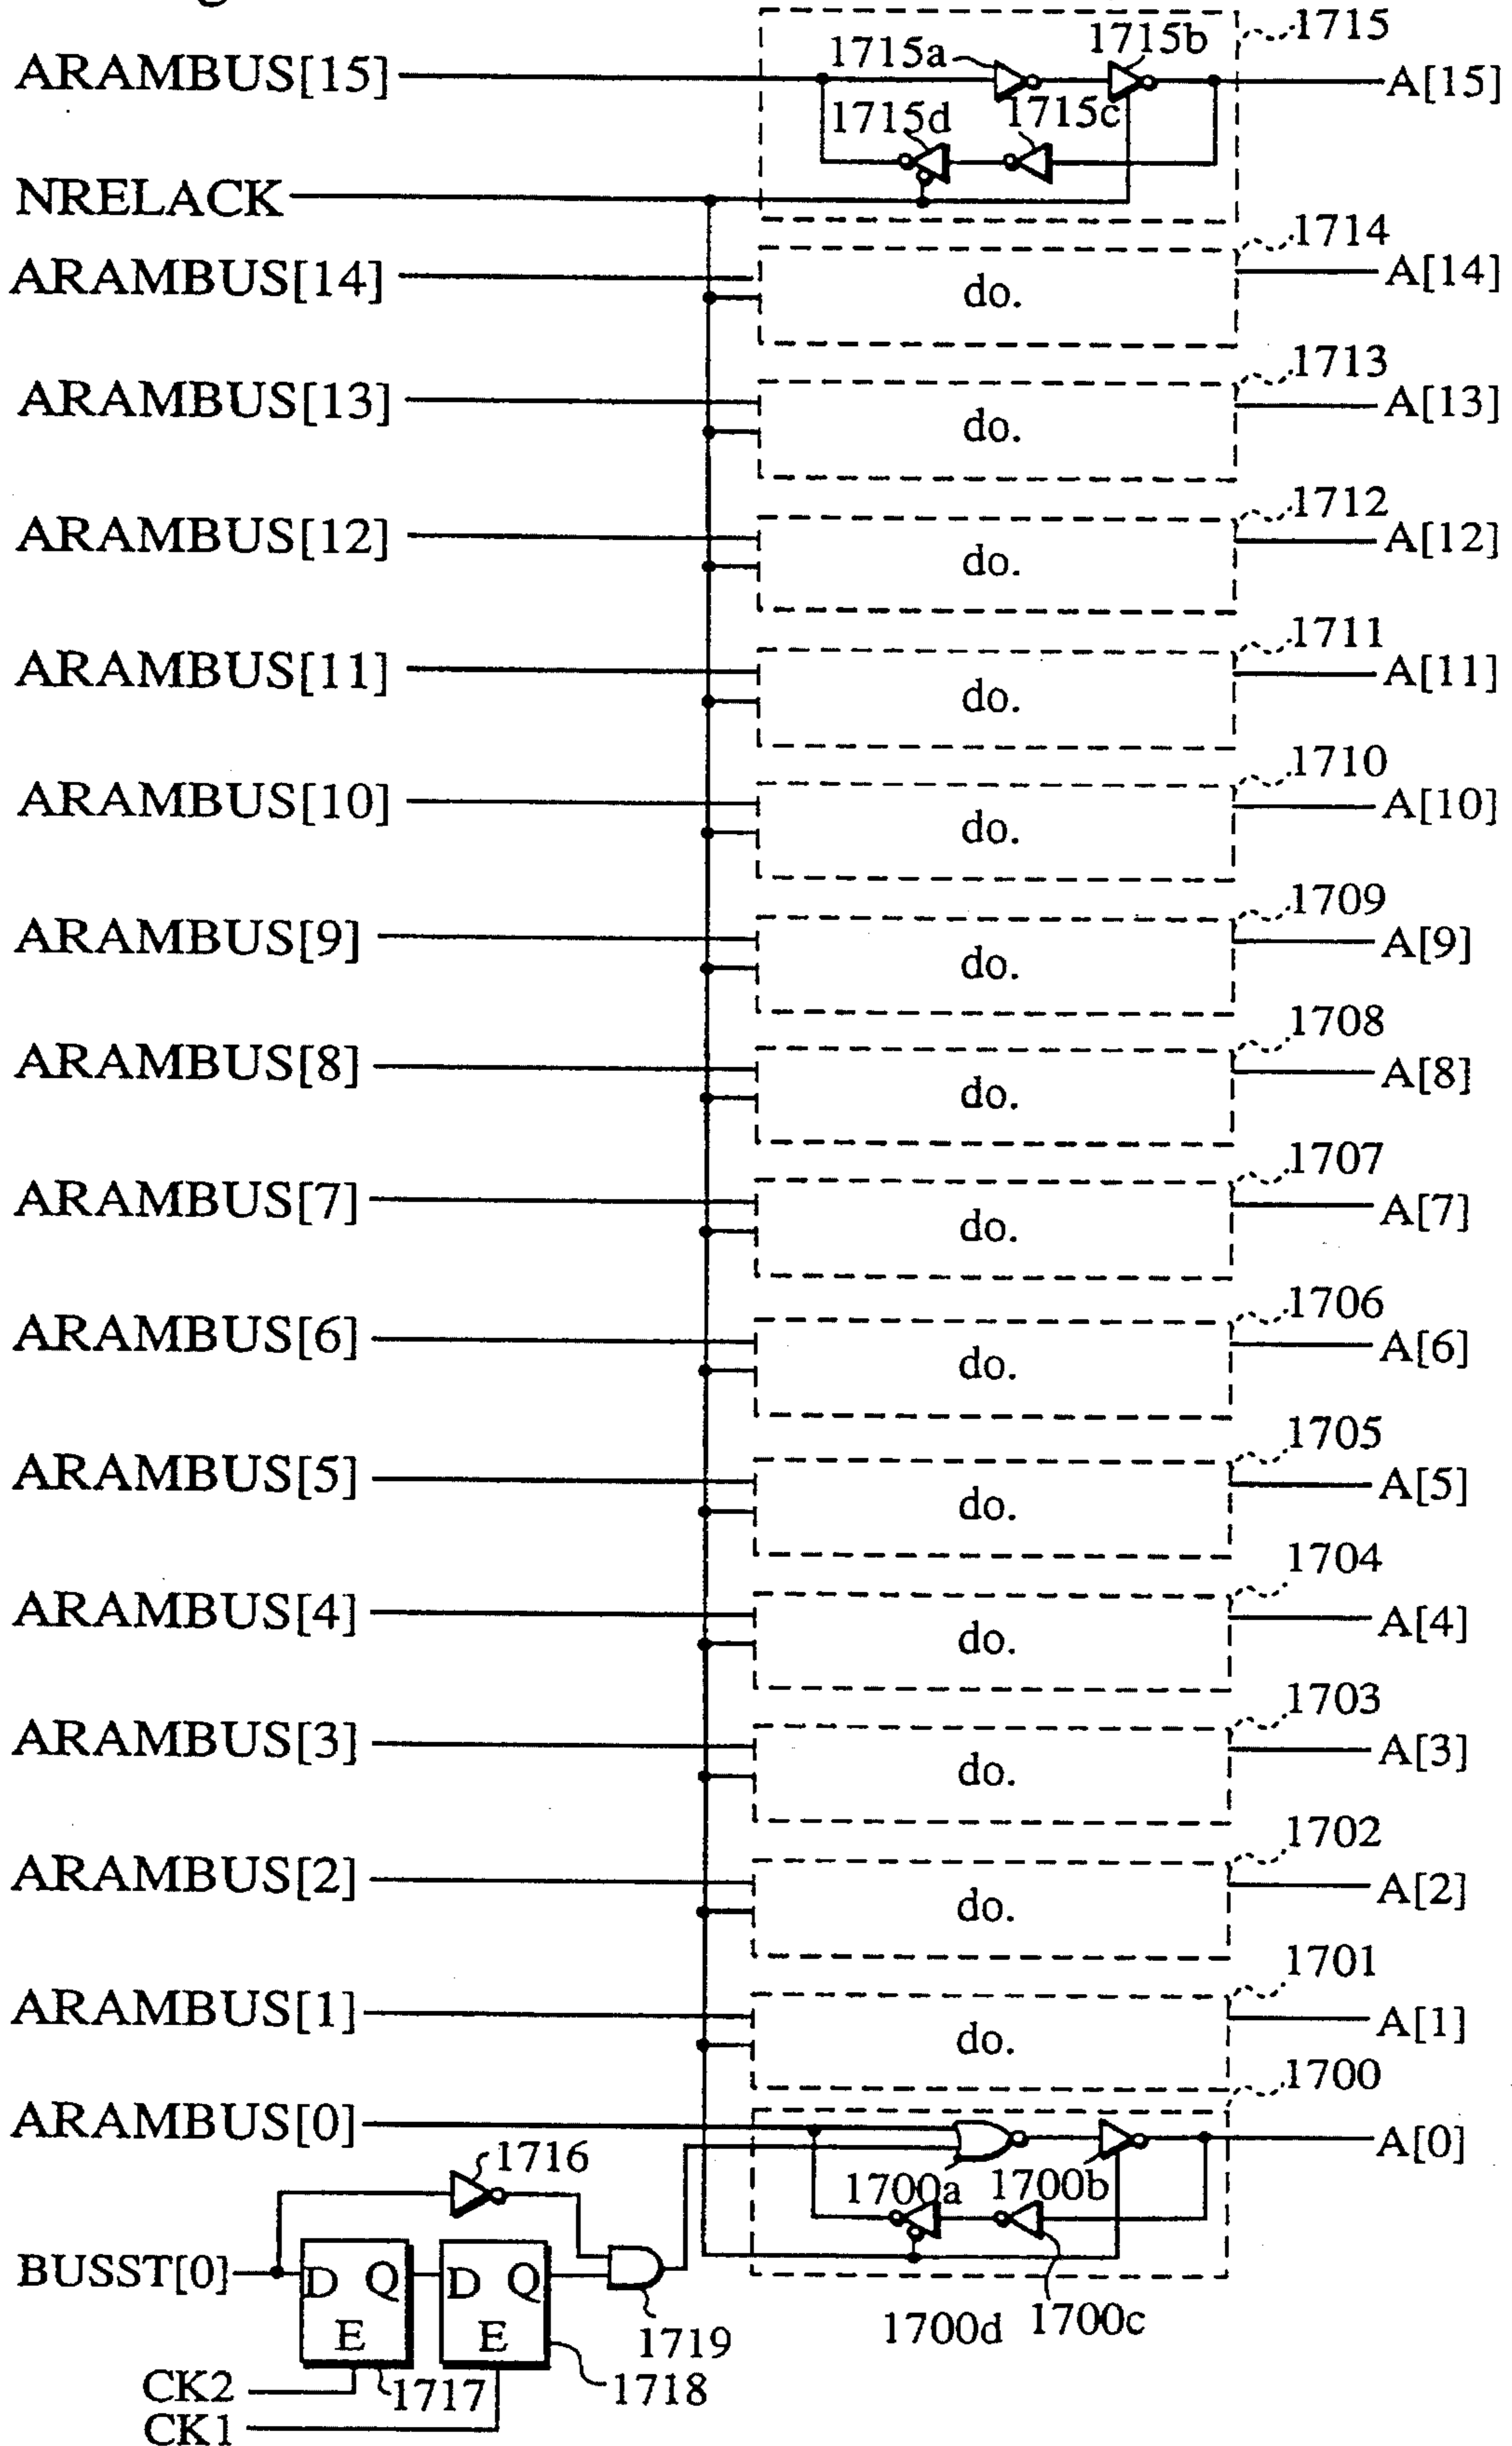 1715
ARAMBUS[15] 1715a 1715b A[15]
1715d 1715c
NRELACK
1714
ARAMBUS[14] do. A[14]
1713
ARAMBUS[13] do. A[13]
1712
ARAMBUS[12] do. A[12]
1711
ARAMBUS[11] do. A[11]
1710
ARAMBUS[10] do. A[10]
1709
ARAMBUS[9] do. A[9]
1708
ARAMBUS[8] do. A[8]
1707
ARAMBUS[7] do. A[7]
1706
ARAMBUS[6] do. A[6]
1705
ARAMBUS[5] do. A[5]
1704
ARAMBUS[4] do. A[4]
1703
ARAMBUS[3] do. A[3]
1702
ARAMBUS[2] do. A[2]
1701
ARAMBUS[1] do. A[1]
1700
ARAMBUS[0] A[0]
1716
1700a 1700b
BUSST[0] D Q D Q
E E
1719 1700d 1700c
CK2 1717 1718
CK1